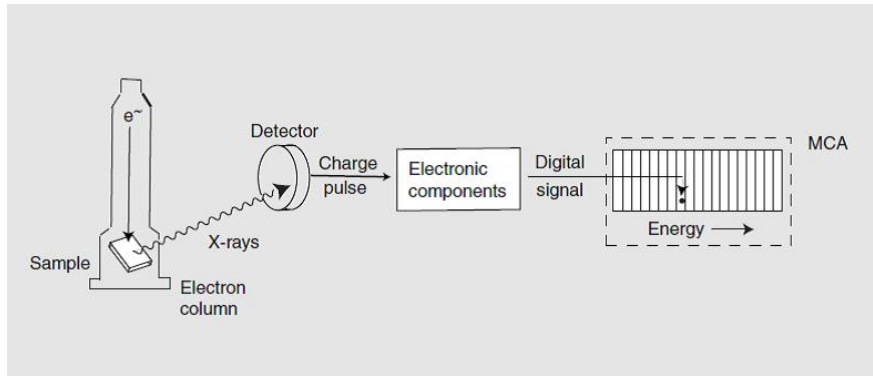 e~
Detector
MCA
Charge
pulse
Electronic
components
Digital
signal
Energy
X-rays
Sample
Electron
column